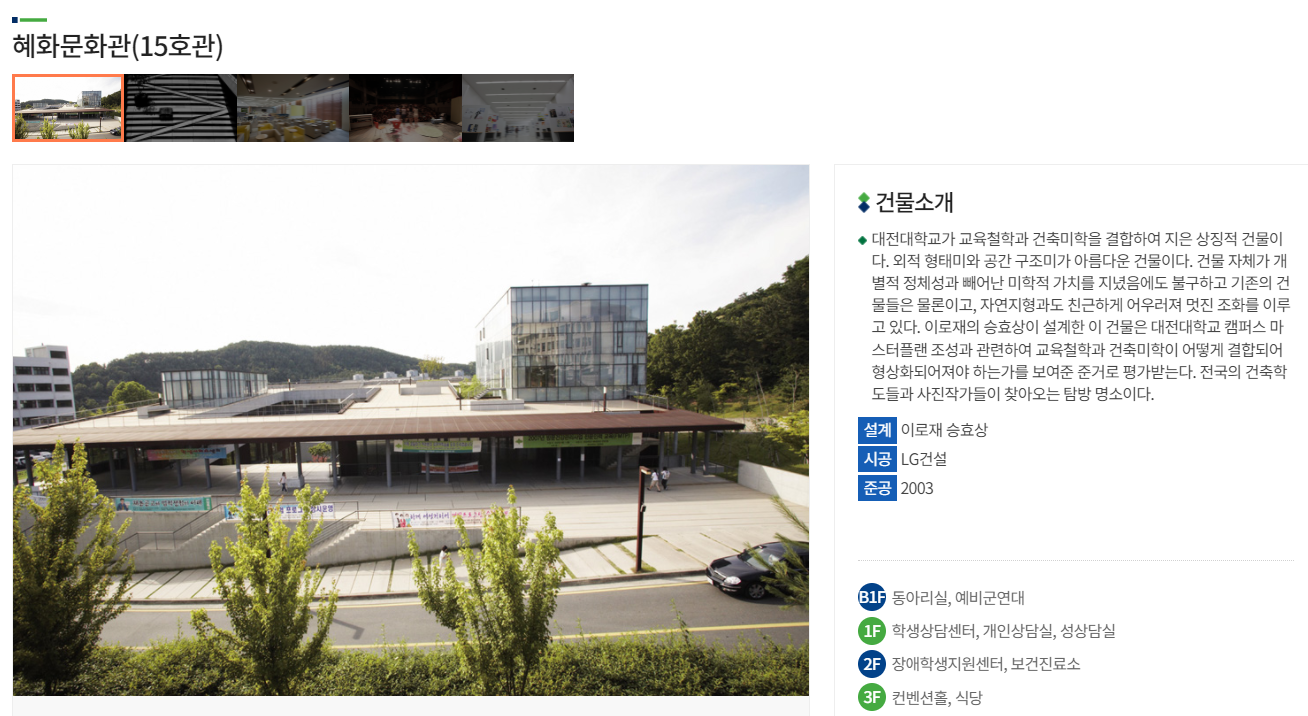 혜화문화관(15호관)
건물소개
대전대학교가 교육철학과 건축미학을 결합하여 지은 상징적 건물이
다. 외적 형태미와 공간 구조미가 아름다운 건물이다. 건물 자체가 개
별적 정체성과 빼어난 미학적 가치를 지녔음에도 불구하고 기존의 건
물들은 물론이고, 자연지형과도 친근하게 어우러져 멋진 조화를 이루
고 있다. 이로재의 승효상이 설계한 이 건물은 대전대학교 캠퍼스 마
스터플랜 조성과 관련하여 교육철학과 건축미학이 어떻게 결합되어
형상화되어져야 하는가를 보여준 준거로 평가받는다. 전국의 건축학
도들과 사진작가들이 찾아오는 탐방 명소이다.
설계 이로재 승효상
시공 LG건설
준공 2003
B1F 동아리실, 예비군연대
1F 학생상담센터, 개인상담실, 성상담실
2F 장애학생지원센터, 보건진료소
3F 컨벤션홀, 식당